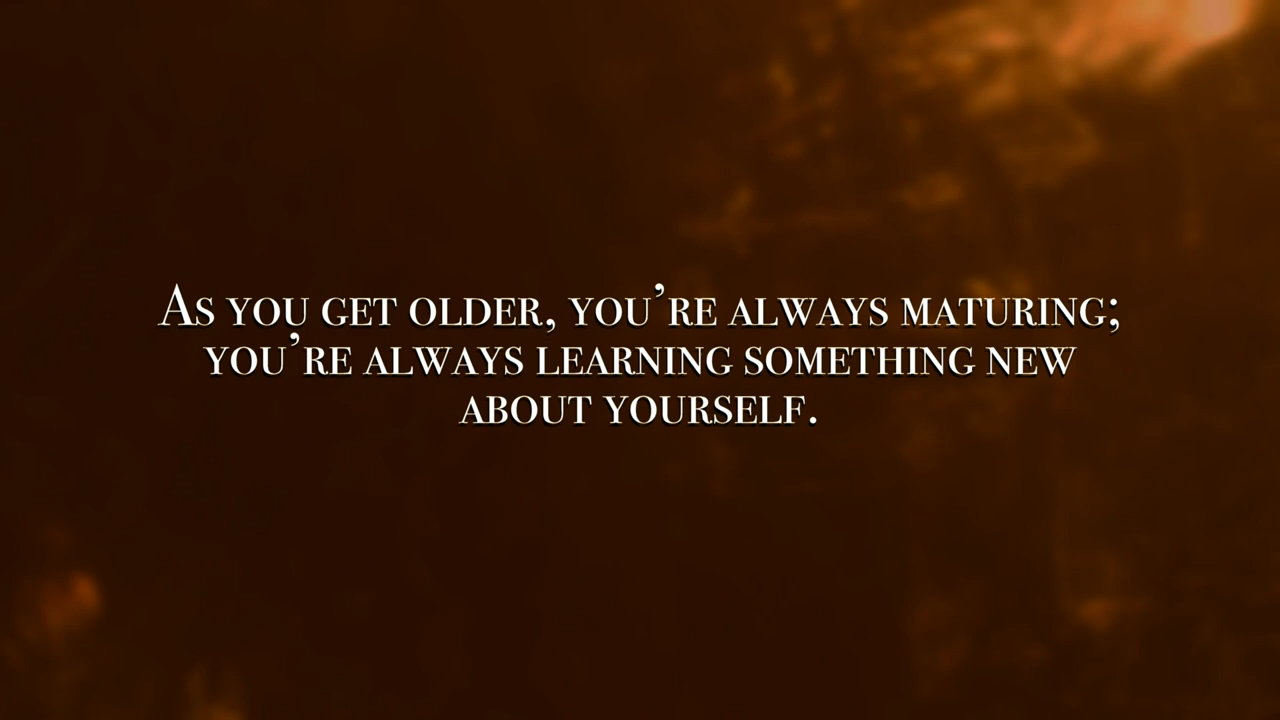 As you get older, you’re always maturing;
you’re always learning something new
about yourself.